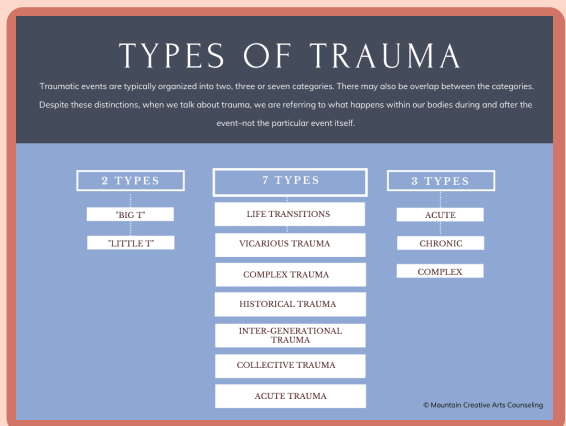 TYPES OF TRAUMA
Traumatic events are typically organized into two, three or seven categories. There may also be overlap between the categories.
Despite these distinctions, when we talk about trauma, we are referring to what happens within our bodies during and after the
event–not the particular event itself.
2 TYPES
"BIG T"
"LITTLE T"
7 TYPES
LIFE TRANSITIONS
VICARIOUS TRAUMA
COMPLEX TRAUMA
HISTORICAL TRAUMA
INTER-GENERATIONAL
TRAUMA
COLLECTIVE TRAUMA
ACUTE TRAUMA
3 TYPES
ACUTE
CHRONIC
COMPLEX
© Mountain Creative Arts Counseling